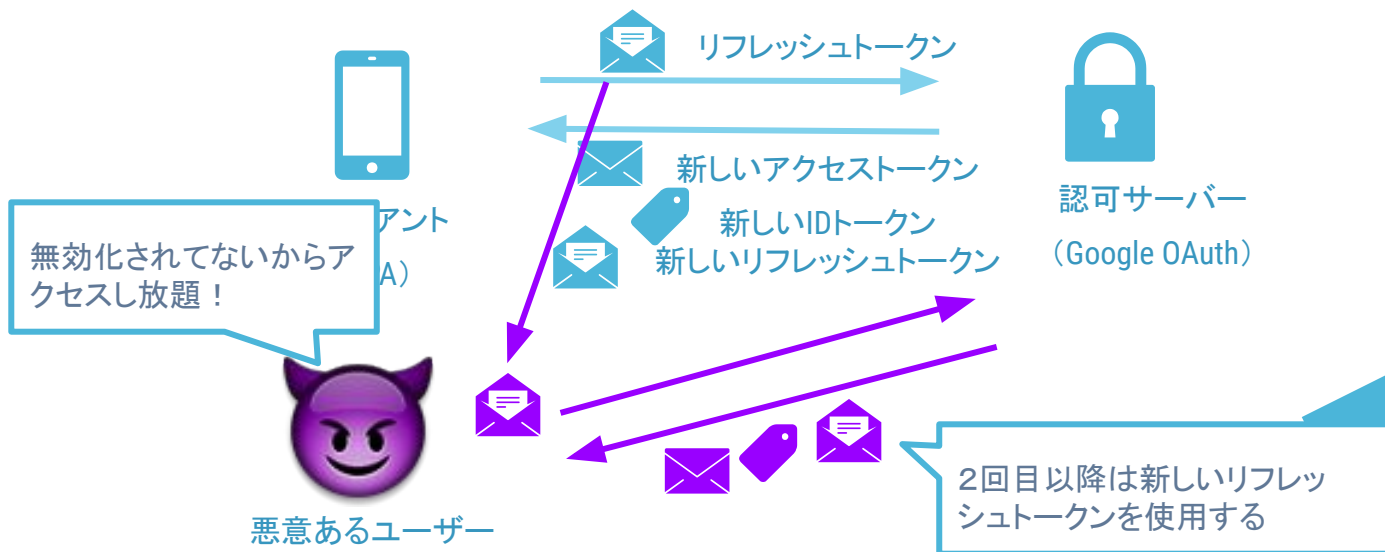 リフレッシュトークン
新しいアクセストークン
新しいIDトークン
新しいリフレッシュトークン
認可サーバー
（Google OAuth）
アント
A）
無効化されてないからア
クセスし放題！
悪意あるユーザー
２回目以降は新しいリフレッ
シュトークンを使用する